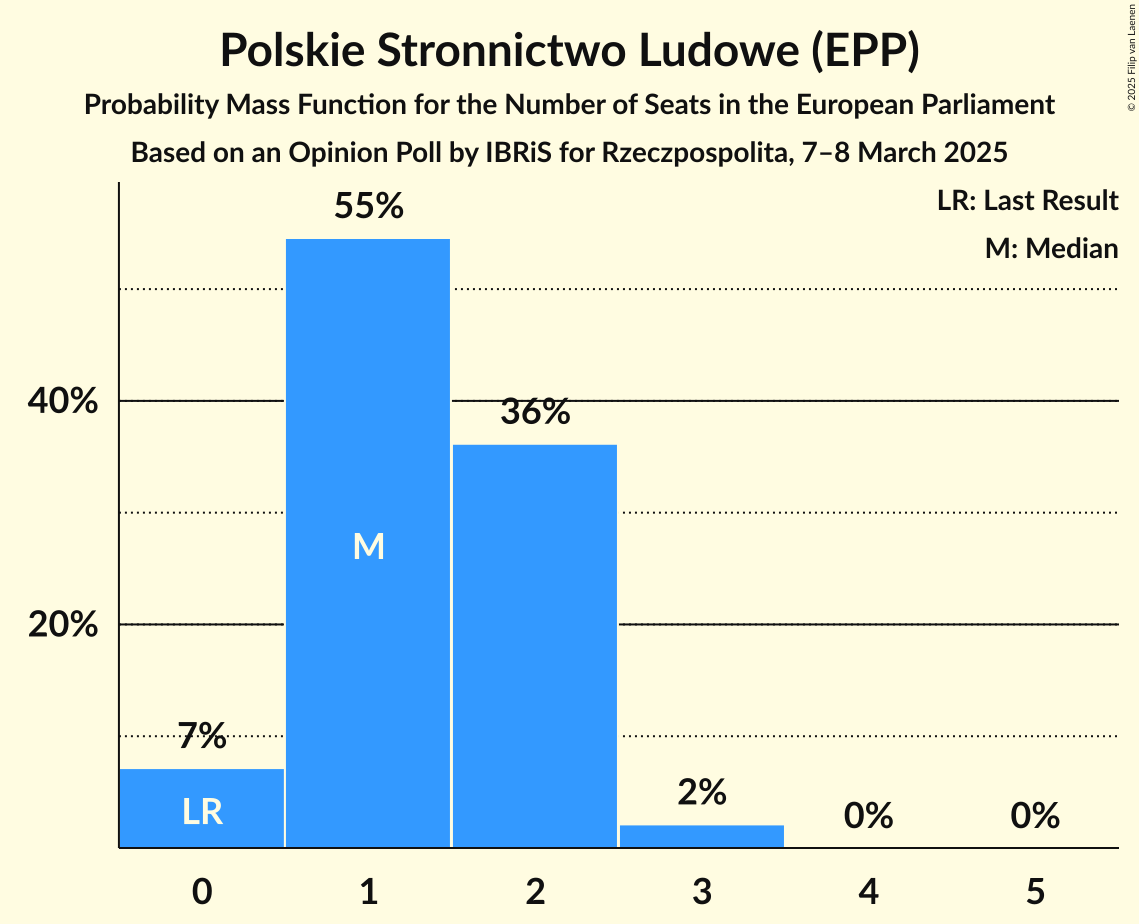 Polskie Stronnictwo Ludowe (EPP)
Probability Mass Function for the Number of Seats in the European Parliament
Based on an Opinion Poll by IBRiS for Rzeczpospolita, 7–8 March 2025
© 2025 Filip van Laenen
LR: Last Result
M: Median
55%
40%
36%
M
20%
7%
LR
2%
0%
0%
0 1 2 3 4 5